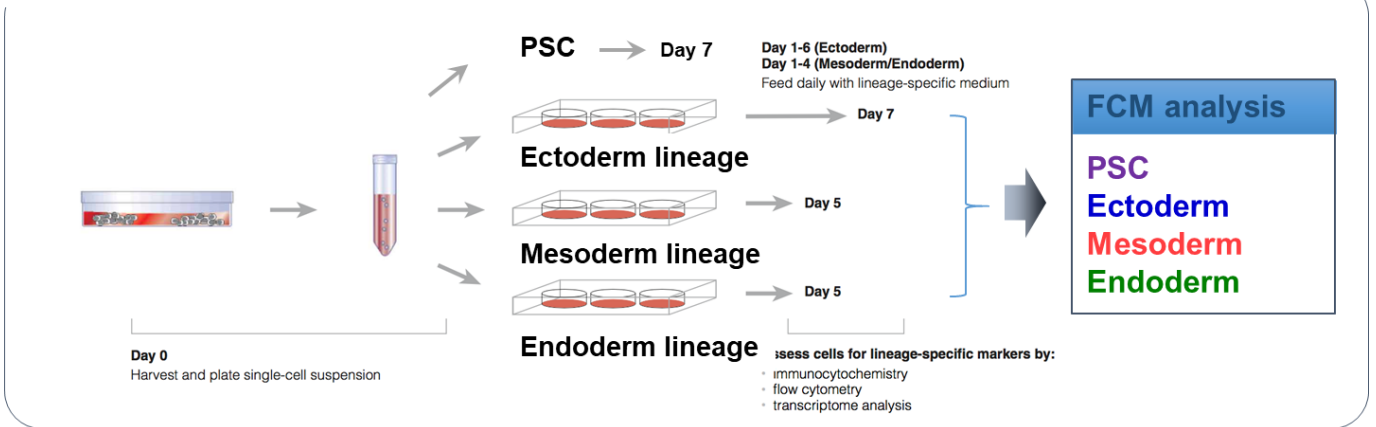 PSC
Day 7
Day 1-6 (Ectoderm)
Day 1-4 (Mesoderm/Endoderm)
Feed daily with lineage-specific medium
Day 7
Ectoderm lineage
Day 5
Mesoderm lineage
Day 5
Endoderm lineage
Day 0
Harvest and plate single-cell suspension
ssess cells for lineage-specific markers by:
• immunocytochemistry
• flow cytometry
• transcriptome analysis
FCM analysis
PSC
Ectoderm
Mesoderm
Endoderm